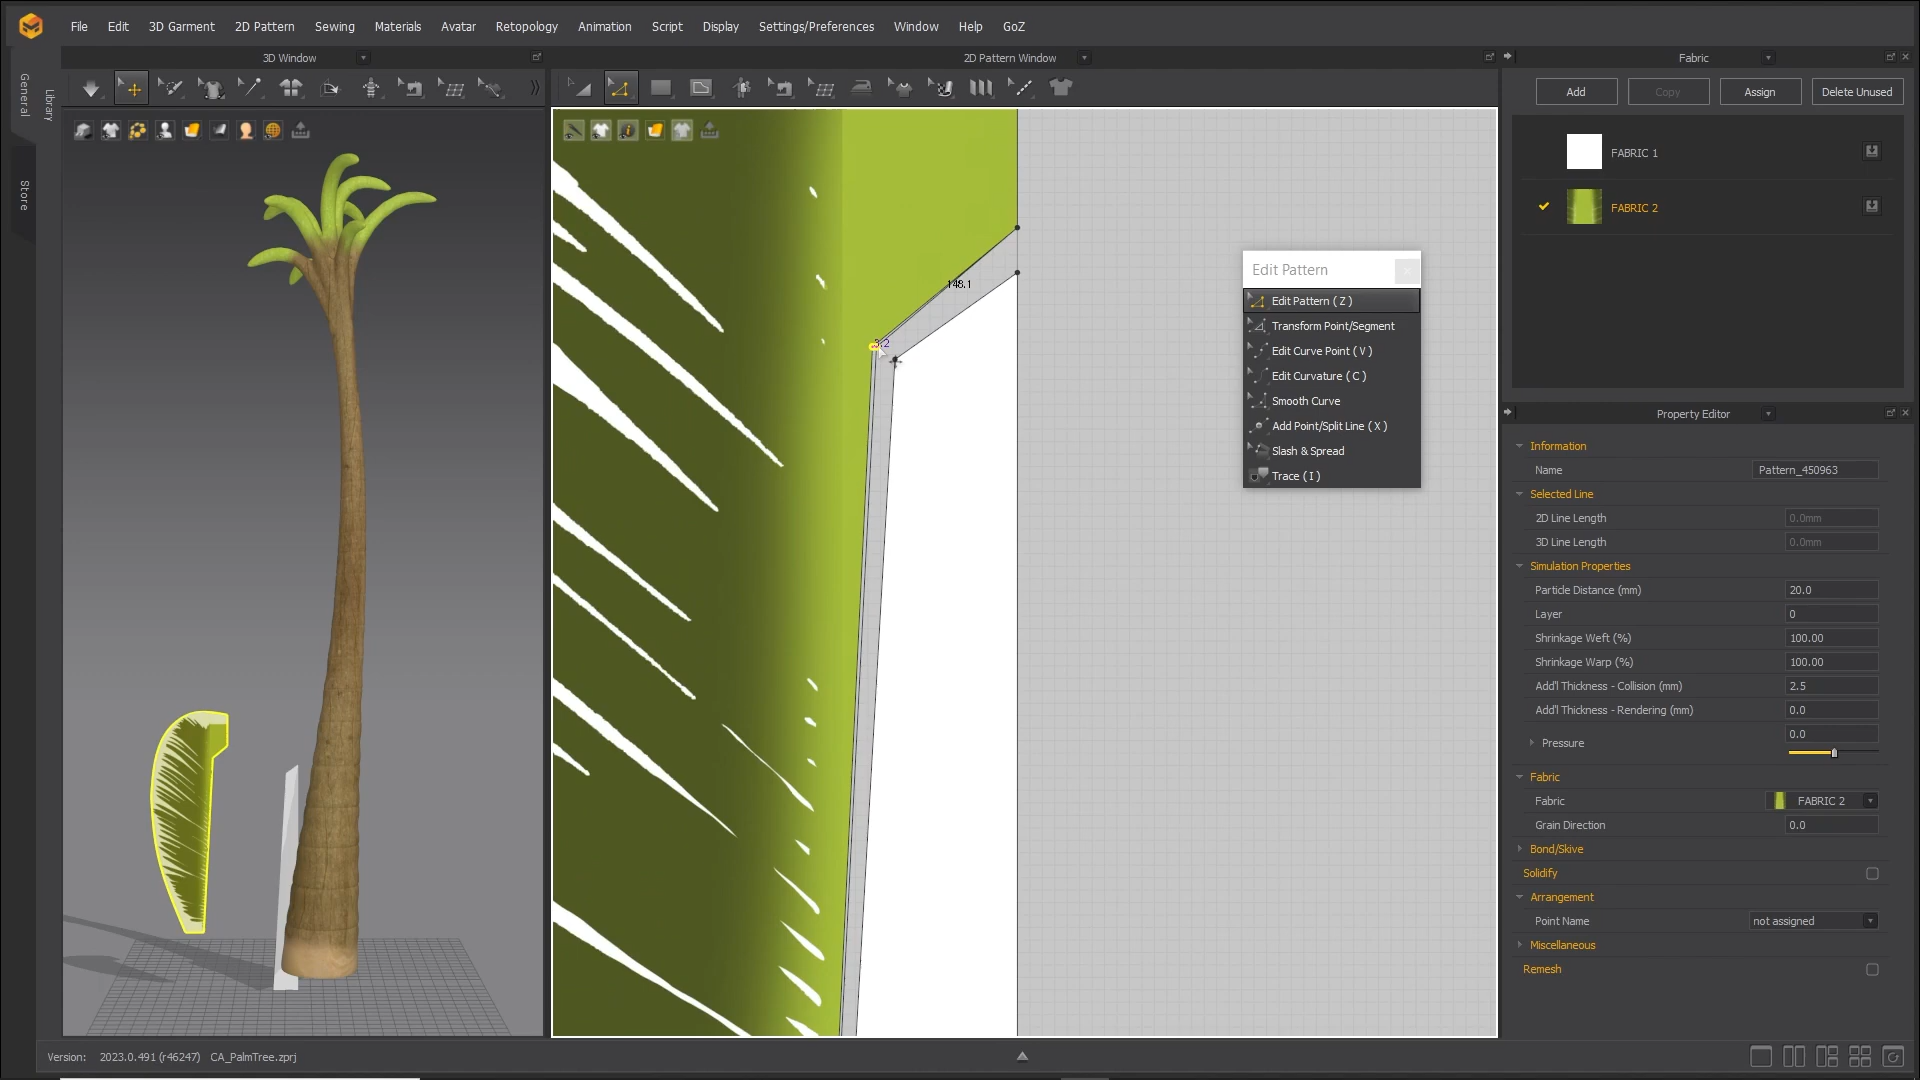 File Edit 3D Garment 2D Pattern Sewing Materials Avatar Retopology Animation Script Display Settings/Preferences Window Help GoZ
General
Library
Store
3D Window
2D Pattern Window
148.1
3.2
Edit Pattern
Edit Pattern ( Z )
Transform Point/Segment
Edit Curve Point ( V )
Edit Curvature ( C )
Smooth Curve
Add Point/Split Line ( X )
Slash & Spread
Trace ( I )
Fabric
Add Copy Assign Delete Unused
FABRIC 1
FABRIC 2
Property Editor
Information
Name Pattern_450963
Selected Line
2D Line Length 0.0mm
3D Line Length 0.0mm
Simulation Properties
Particle Distance (mm) 20.0
Layer 0
Shrinkage Weft (%) 100.00
Shrinkage Warp (%) 100.00
Add'l Thickness - Collision (mm) 2.5
Add'l Thickness - Rendering (mm) 0.0
Pressure 0.0
Fabric
Fabric FABRIC 2
Grain Direction 0.0
Bond/Skive
Solidify
Arrangement
Point Name not assigned
Miscellaneous
Remesh
Version: 2023.0.491 (r46247) CA_PalmTree.zprj